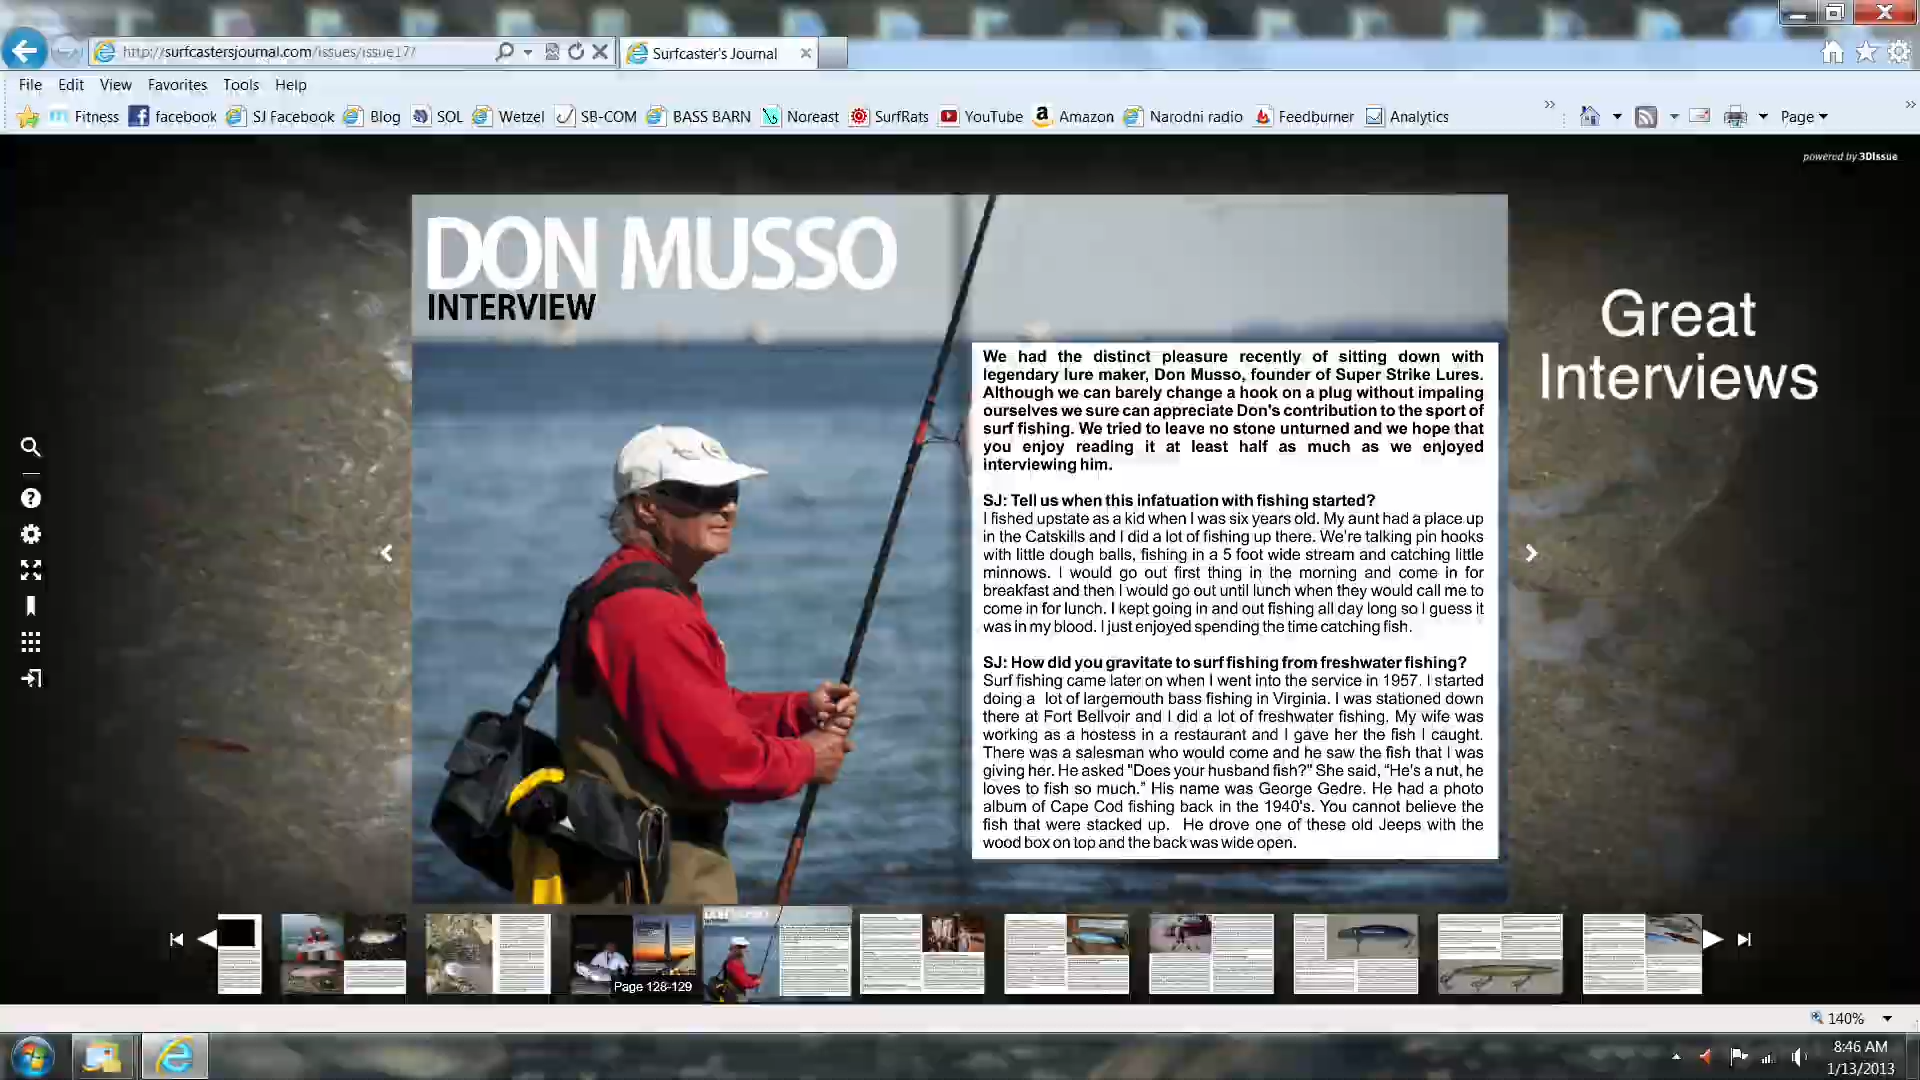 http://surfcastersjournal.com/issues/issue17/
Surfcaster's Journal
File Edit View Favorites Tools Help
Fitness facebook SJ Facebook Blog SOL Wetzel SB-COM BASS BARN Noreast SurfRats YouTube Amazon Narodni radio Feedburner Analytics Page
powered by 3DIssue
DON MUSSO
INTERVIEW
Great
Interviews
We had the distinct pleasure recently of sitting down with
legendary lure maker, Don Musso, founder of Super Strike Lures.
Although we can barely change a hook on a plug without impaling
ourselves we sure can appreciate Don's contribution to the sport of
surf fishing. We tried to leave no stone unturned and we hope that
you enjoy reading it at least half as much as we enjoyed
interviewing him.
SJ: Tell us when this infatuation with fishing started?
I fished upstate as a kid when I was six years old. My aunt had a place up
in the Catskills and I did a lot of fishing up there. We're talking pin hooks
with little dough balls, fishing in a 5 foot wide stream and catching little
minnows. I would go out first thing in the morning and come in for
breakfast and then I would go out until lunch when they would call me to
come in for lunch. I kept going in and out fishing all day long so I guess it
was in my blood. I just enjoyed spending the time catching fish.
SJ: How did you gravitate to surf fishing from freshwater fishing?
Surf fishing came later on when I went into the service in 1957. I started
doing a lot of largemouth bass fishing in Virginia. I was stationed down
there at Fort Bellvoir and I did a lot of freshwater fishing. My wife was
working as a hostess in a restaurant and I gave her the fish I caught.
There was a salesman who would come and he saw the fish that I was
giving her. He asked "Does your husband fish?" She said, "He's a nut, he
loves to fish so much." His name was George Gedre. He had a photo
album of Cape Cod fishing back in the 1940's. You cannot believe the
fish that were stacked up. He drove one of these old Jeeps with the
wood box on top and the back was wide open.
Page 128-129
140%
8:46 AM
1/13/2013